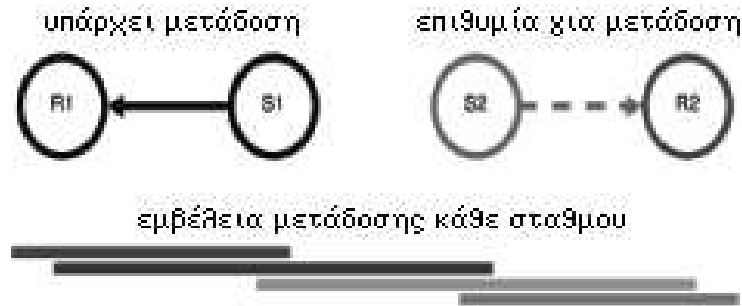 υπάρχει μετάδοση
επιθυμία για μετάδοση
R1
S1
S2
R2
εμβέλεια μετάδοσης κάθε σταθμου